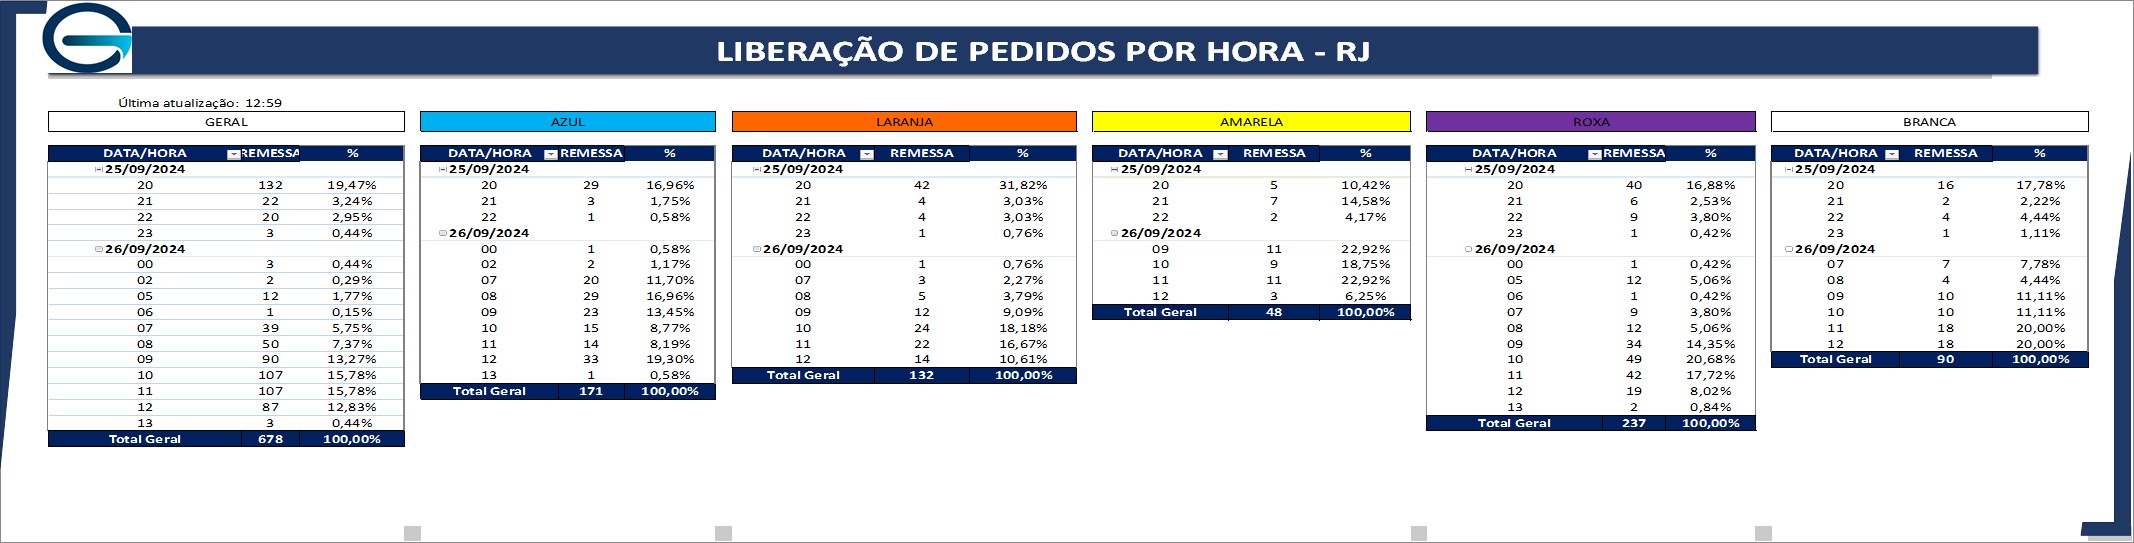 LIBERAÇÃO DE PEDIDOS POR HORA - RJ
Última atualização: 12:59
GERAL
DATA/HORA REMESSA %
25/09/2024
20 132 19,47%
21 22 3,24%
22 20 2,95%
23 3 0,44%
26/09/2024
00 3 0,44%
02 2 0,29%
05 12 1,77%
06 1 0,15%
07 39 5,75%
08 50 7,37%
09 90 13,27%
10 107 15,78%
11 107 15,78%
12 87 12,83%
13 3 0,44%
Total Geral 678 100,00%
AZUL
DATA/HORA REMESSA %
25/09/2024
20 29 16,96%
21 3 1,75%
22 1 0,58%
26/09/2024
00 1 0,58%
02 2 1,17%
07 20 11,70%
08 29 16,96%
09 23 13,45%
10 15 8,77%
11 14 8,19%
12 33 19,30%
13 1 0,58%
Total Geral 171 100,00%
LARANJA
DATA/HORA REMESSA %
25/09/2024
20 42 31,82%
21 4 3,03%
22 4 3,03%
23 1 0,76%
26/09/2024
00 1 0,76%
07 3 2,27%
08 5 3,79%
09 12 9,09%
10 24 18,18%
11 22 16,67%
12 14 10,61%
Total Geral 132 100,00%
AMARELA
DATA/HORA REMESSA %
25/09/2024
20 5 10,42%
21 7 14,58%
22 2 4,17%
26/09/2024
09 11 22,92%
10 9 18,75%
11 11 22,92%
12 3 6,25%
Total Geral 48 100,00%
ROXA
DATA/HORA REMESSA %
25/09/2024
20 40 16,88%
21 6 2,53%
22 9 3,80%
23 1 0,42%
26/09/2024
00 1 0,42%
05 12 5,06%
06 1 0,42%
07 9 3,80%
08 12 5,06%
09 34 14,35%
10 49 20,68%
11 42 17,72%
12 19 8,02%
13 2 0,84%
Total Geral 237 100,00%
BRANCA
DATA/HORA REMESSA %
25/09/2024
20 16 17,78%
21 2 2,22%
22 4 4,44%
23 1 1,11%
26/09/2024
07 7 7,78%
08 4 4,44%
09 10 11,11%
10 10 11,11%
11 18 20,00%
12 18 20,00%
Total Geral 90 100,00%